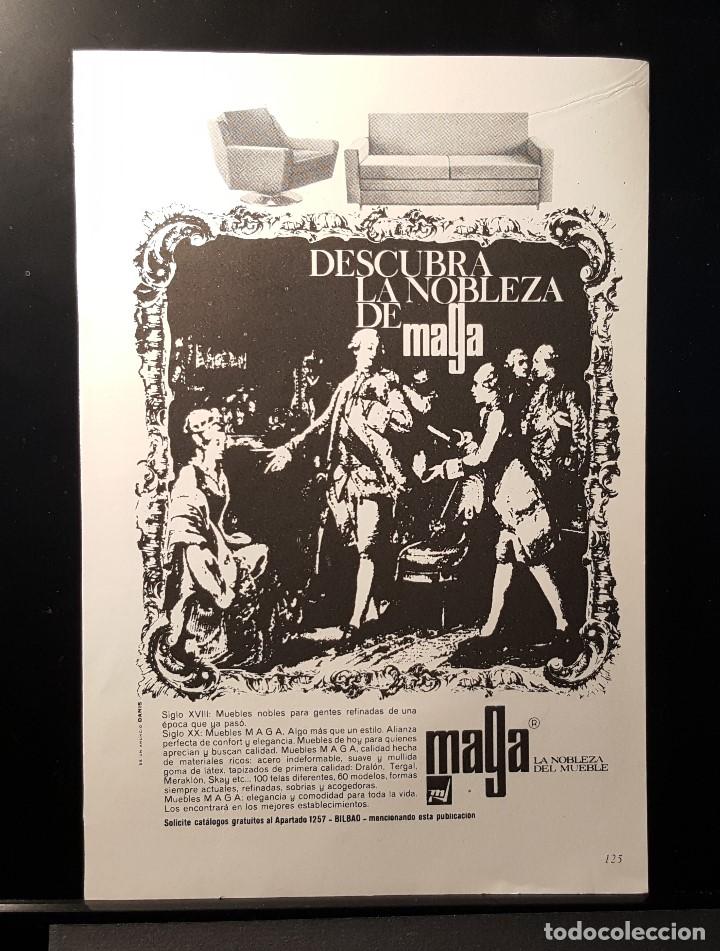 DESCUBRA
LA NOBLEZA
DE maga
Siglo XVIII: Muebles nobles para gentes refinadas de una
época que ya pasó.
Siglo XX: Muebles M A G A. Algo más que un estilo. Alianza
perfecta de confort y elegancia. Muebles de hoy para quienes
aprecian y buscan calidad. Muebles M A G A, calidad hecha
de materiales ricos: acero indeformable, suave y mullida
goma de látex, tapizados de primera calidad: Dralón, Tergal,
Meraklón, Skay etc... 100 telas diferentes, 60 modelos, formas
siempre actuales, refinadas, sobrias y acogedoras.
Muebles M A G A: elegancia y comodidad para toda la vida.
Los encontrará en los mejores establecimientos.
Solicite catálogos gratuitos al Apartado 1257 - BILBAO - mencionando esta publicación
maga®
LA NOBLEZA
DEL MUEBLE
ES UN ANUNCIO DANIS
125
todocoleccion